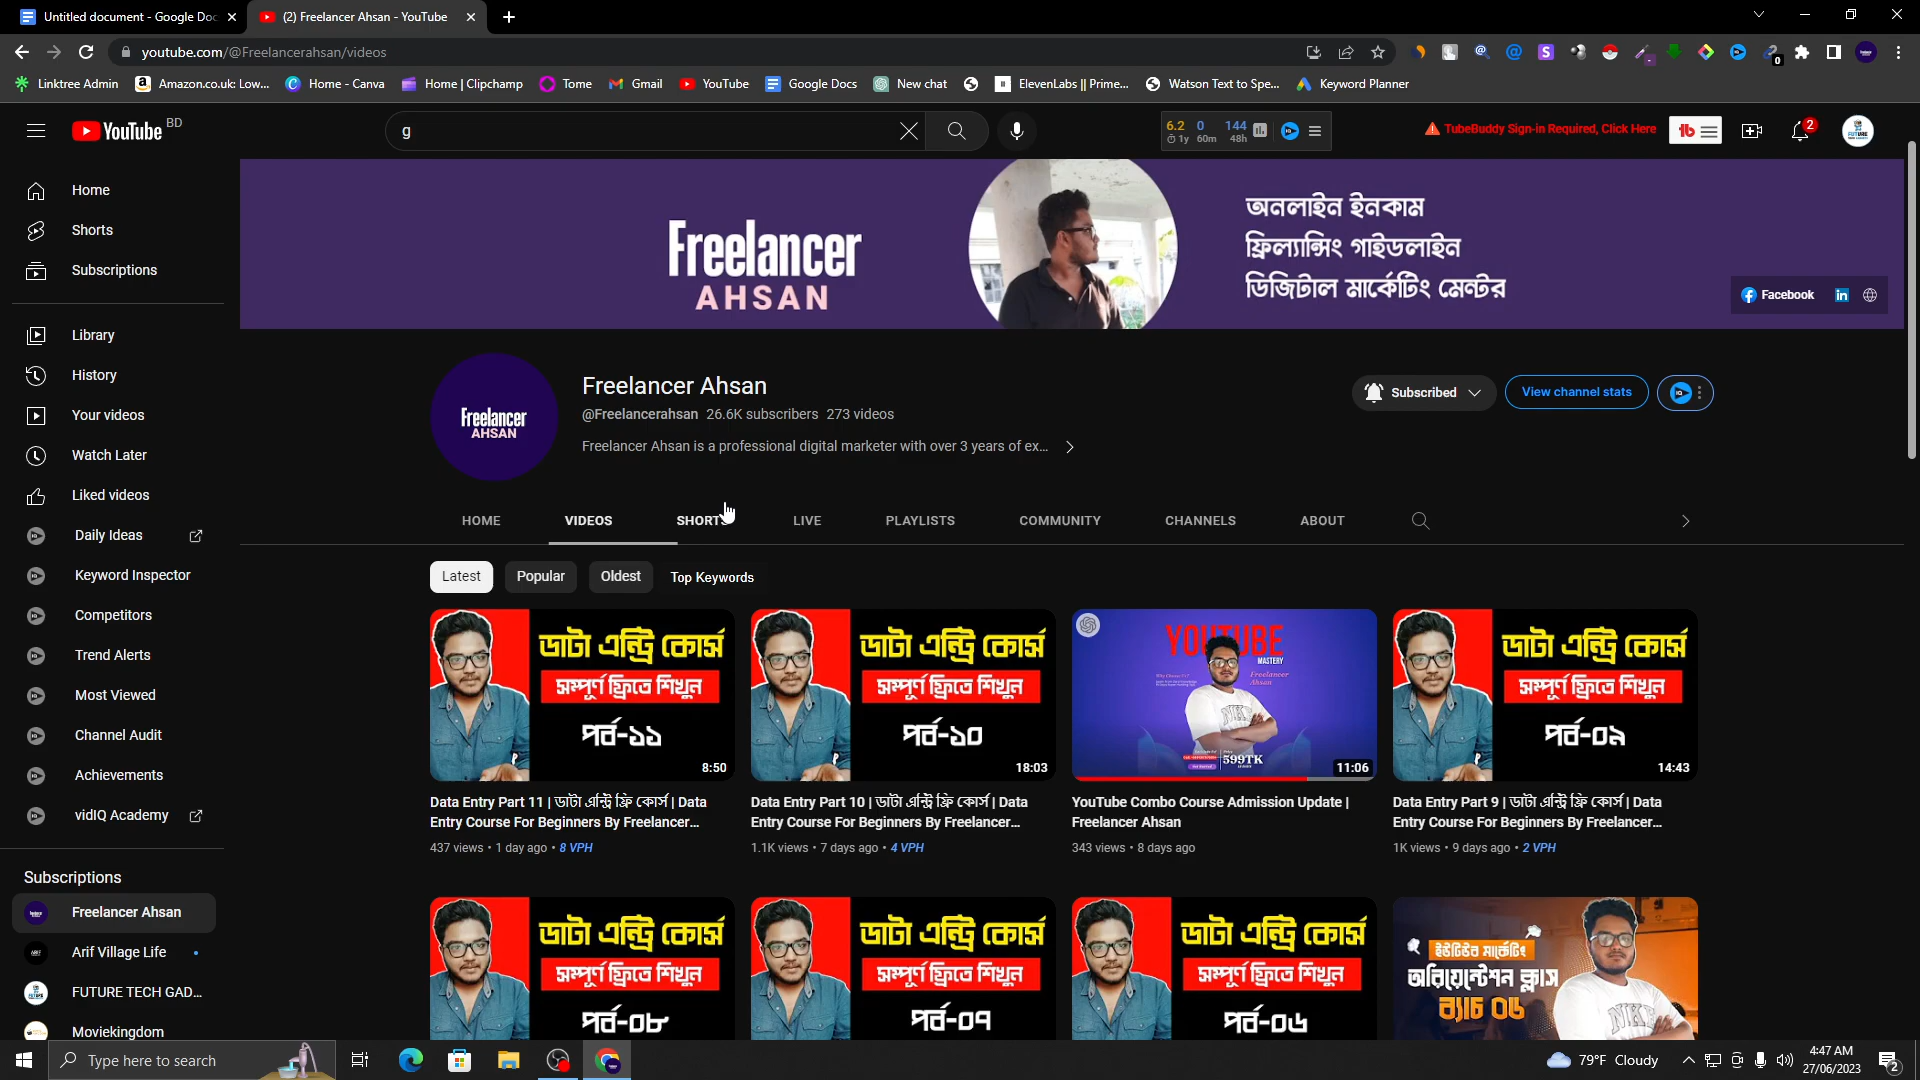 Untitled document - Google Doc
(2) Freelancer Ahsan - YouTube
youtube.com/@Freelancerahsan/videos
0
Linktree Admin
Amazon.co.uk: Low...
Home - Canva
Home | Clipchamp
Tome
Gmail
YouTube
Google Docs
New chat
ElevenLabs || Prime...
Watson Text to Spe...
Keyword Planner
YouTube BD
g
6.2 0 144
1y 60m 48h
TubeBuddy Sign-in Required, Click Here
2
Home
Shorts
Subscriptions
Library
History
Your videos
Watch Later
Liked videos
Daily Ideas
Keyword Inspector
Competitors
Trend Alerts
Most Viewed
Channel Audit
Achievements
vidIQ Academy
Subscriptions
Freelancer Ahsan
Arif Village Life
FUTURE TECH GAD...
Moviekingdom
Freelancer
AHSAN
অনলাইন ইনকাম
ফ্রিল্যান্সিং গাইডলাইন
ডিজিটাল মার্কেটিং মেন্টর
Facebook
Freelancer
AHSAN
Freelancer Ahsan
@Freelancerahsan 26.6K subscribers 273 videos
Freelancer Ahsan is a professional digital marketer with over 3 years of ex...
Subscribed
View channel stats
HOME
VIDEOS
SHORTS
LIVE
PLAYLISTS
COMMUNITY
CHANNELS
ABOUT
Latest
Popular
Oldest
Top Keywords
ডাটা এন্ট্রি কোর্স
সম্পূর্ণ ফ্রিতে শিখুন
পর্ব-১১
8:50
Data Entry Part 11 | ডাটা এন্ট্রি ফ্রি কোর্স | Data
Entry Course For Beginners By Freelancer...
437 views • 1 day ago • 8 VPH
ডাটা এন্ট্রি কোর্স
সম্পূর্ণ ফ্রিতে শিখুন
পর্ব-১০
18:03
Data Entry Part 10 | ডাটা এন্ট্রি ফ্রি কোর্স | Data
Entry Course For Beginners By Freelancer...
1.1K views • 7 days ago • 4 VPH
YOUTUBE
MASTERY
Freelancer
Ahsan
599TK
11:06
YouTube Combo Course Admission Update |
Freelancer Ahsan
343 views • 8 days ago
ডাটা এন্ট্রি কোর্স
সম্পূর্ণ ফ্রিতে শিখুন
পর্ব-০৯
14:43
Data Entry Part 9 | ডাটা এন্ট্রি ফ্রি কোর্স | Data
Entry Course For Beginners By Freelancer...
1K views • 9 days ago • 2 VPH
ডাটা এন্ট্রি কোর্স
সম্পূর্ণ ফ্রিতে শিখুন
পর্ব-০৮
ডাটা এন্ট্রি কোর্স
সম্পূর্ণ ফ্রিতে শিখুন
পর্ব-০৭
ডাটা এন্ট্রি কোর্স
সম্পূর্ণ ফ্রিতে শিখুন
পর্ব-০৬
ইউটিউব মার্কেটিং
অরিয়েন্টেশন ক্লাস
ব্যাচ ০৬
Type here to search
79°F Cloudy
4:47 AM
27/06/2023
2